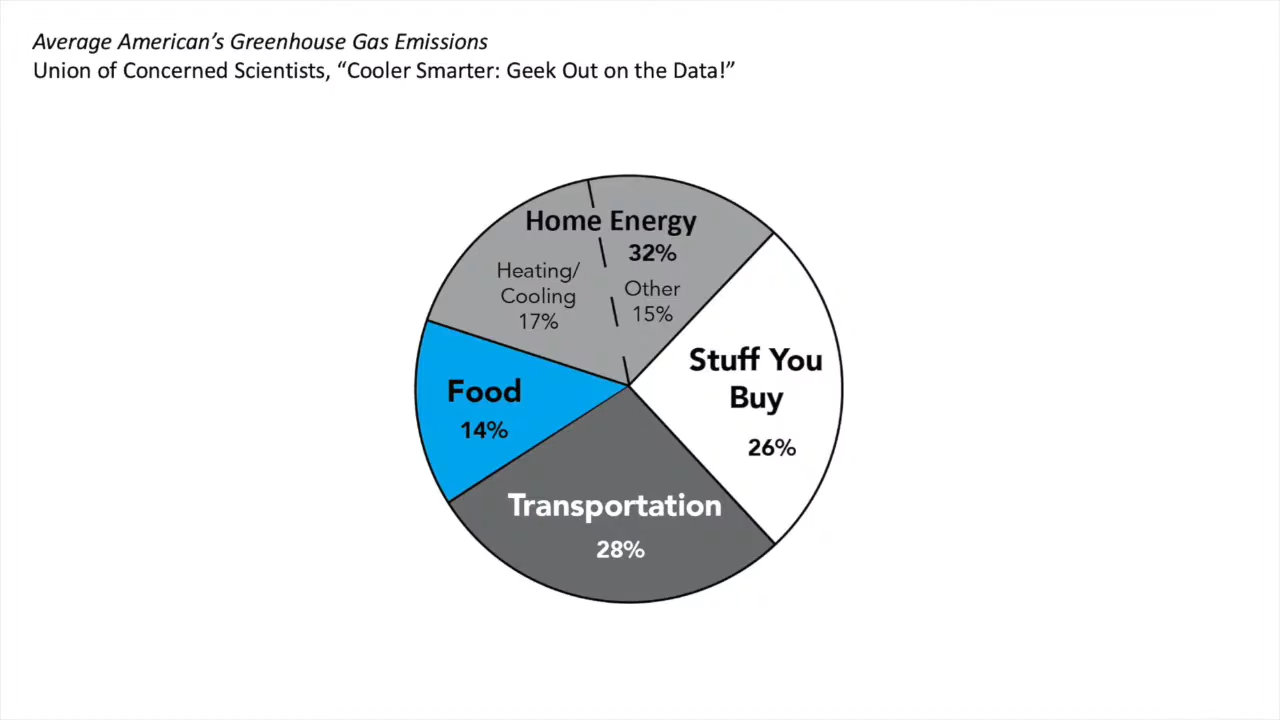 Average American’s Greenhouse Gas Emissions
Union of Concerned Scientists, “Cooler Smarter: Geek Out on the Data!”
Home Energy
32%
Heating/
Cooling
17%
Other
15%
Stuff You
Buy
26%
Food
14%
Transportation
28%